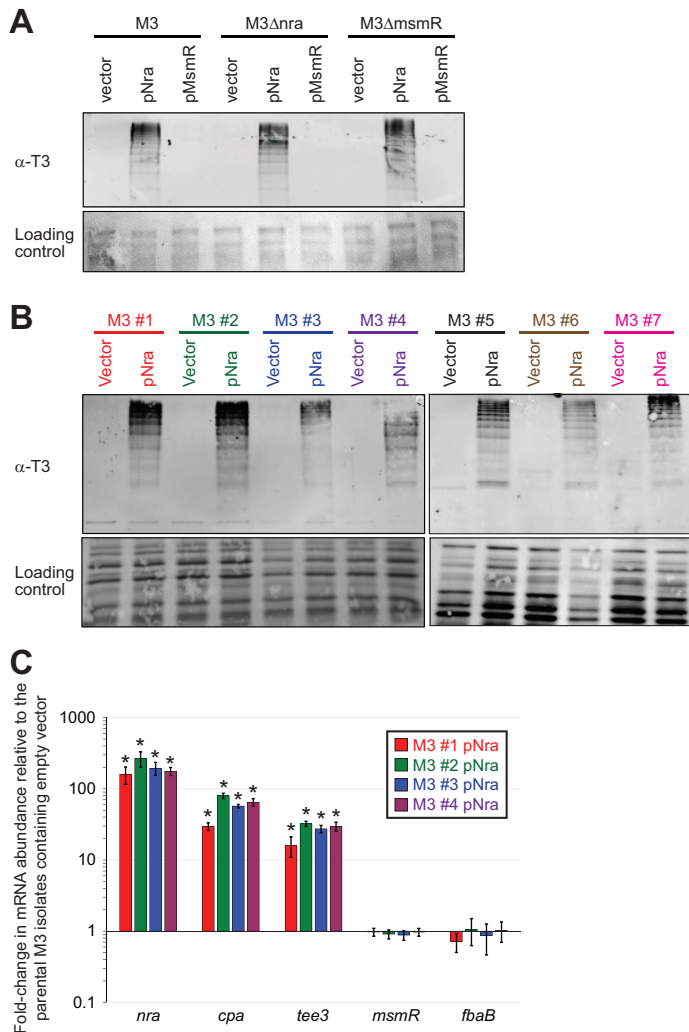 A
M3
M3Δnra
M3ΔmsmR
vector
pNra
pMsmR
vector
pNra
pMsmR
vector
pNra
pMsmR
α-T3
Loading
control
B
M3 #1
M3 #2
M3 #3
M3 #4
M3 #5
M3 #6
M3 #7
Vector
pNra
Vector
pNra
Vector
pNra
Vector
pNra
Vector
pNra
Vector
pNra
Vector
pNra
α-T3
Loading
control
C
Fold-change in mRNA abundance relative to the
parental M3 isolates containing empty vector
1000
100
10
1
0.1
* * * *
* * * *
* * * *
M3 #1 pNra
M3 #2 pNra
M3 #3 pNra
M3 #4 pNra
nra
cpa
tee3
msmR
fbaB